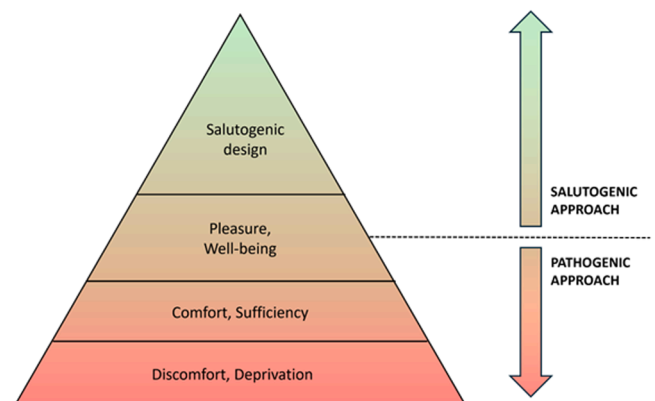 Salutogenic
design
Pleasure,
Well-being
Comfort, Sufficiency
Discomfort, Deprivation
SALUTOGENIC
APPROACH
PATHOGENIC
APPROACH